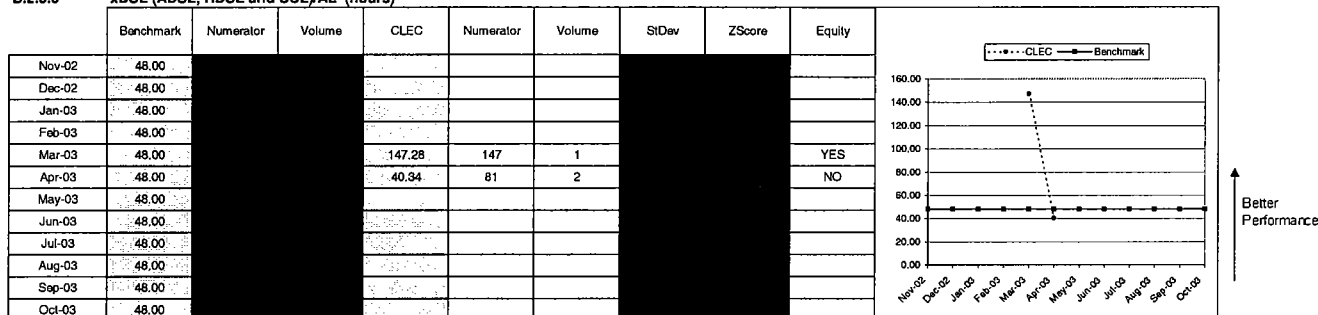 B.2.8.6 xDSL (ADSL, HDSL and UCL)/AL (hours)
Benchmark Numerator Volume CLEC Numerator Volume StDev ZScore Equity
Nov-02 48.00
Dec-02 48.00
Jan-03 48.00
Feb-03 48.00
Mar-03 48.00 147.28 147 1 YES
Apr-03 48.00 40.34 81 2 NO
May-03 48.00
Jun-03 48.00
Jul-03 48.00
Aug-03 48.00
Sep-03 48.00
Oct-03 48.00
CLEC Benchmark
160.00
140.00
120.00
100.00
80.00
60.00
40.00
20.00
0.00
Nov-02 Dec-02 Jan-03 Feb-03 Mar-03 Apr-03 May-03 Jun-03 Jul-03 Aug-03 Sep-03 Oct-03
Better
Performance